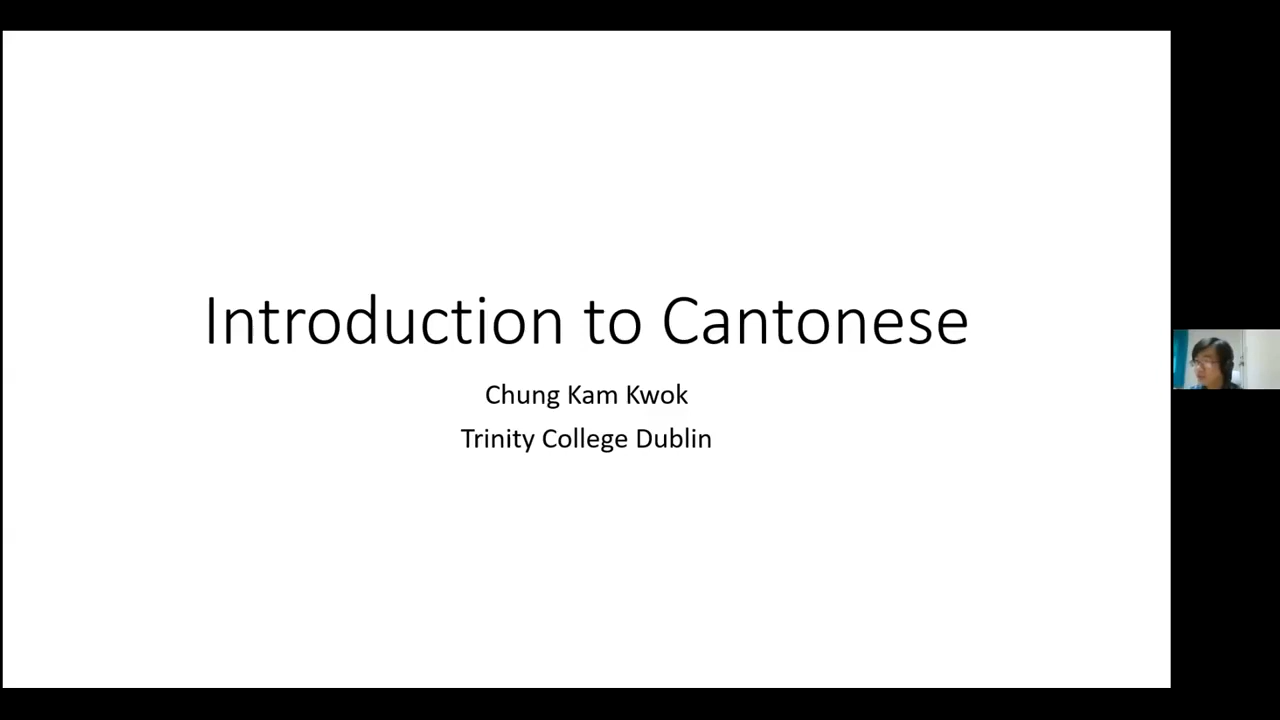 Introduction to Cantonese
Chung Kam Kwok
Trinity College Dublin